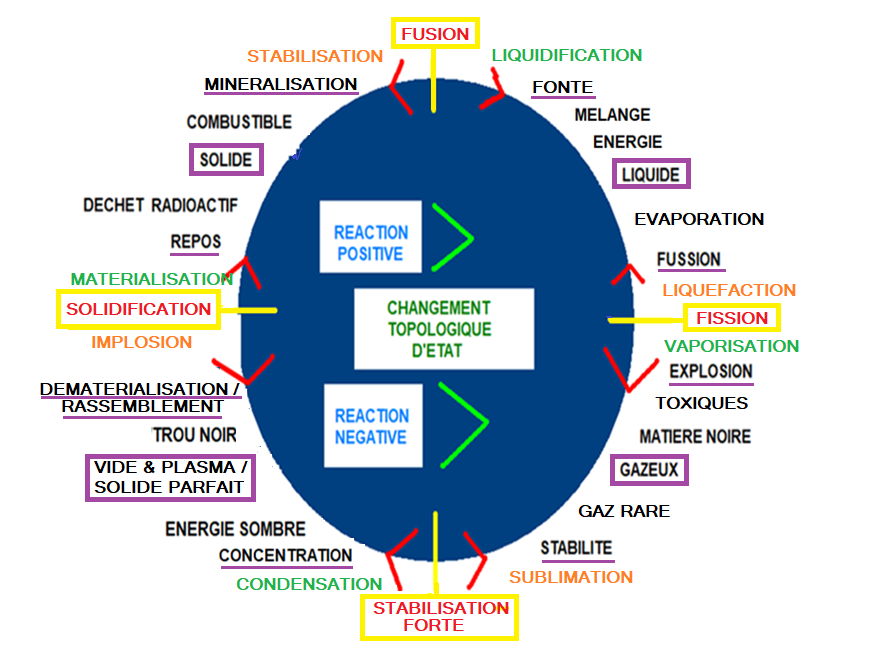 FUSION
STABILISATION
LIQUIDIFICATION
MINERALISATION
FONTE
MELANGE
COMBUSTIBLE
ENERGIE
SOLIDE
LIQUIDE
DECHET RADIOACTIF
EVAPORATION
REPOS
REACTION
POSITIVE
FUSSION
MATERIALISATION
LIQUEFACTION
SOLIDIFICATION
CHANGEMENT
TOPOLOGIQUE
D'ETAT
FISSION
IMPLOSION
VAPORISATION
EXPLOSION
DEMATERIALISATION /
RASSEMBLEMENT
TOXIQUES
REACTION
NEGATIVE
TROU NOIR
MATIERE NOIRE
VIDE & PLASMA /
SOLIDE PARFAIT
GAZEUX
GAZ RARE
ENERGIE SOMBRE
CONCENTRATION
STABILITE
CONDENSATION
SUBLIMATION
STABILISATION
FORTE